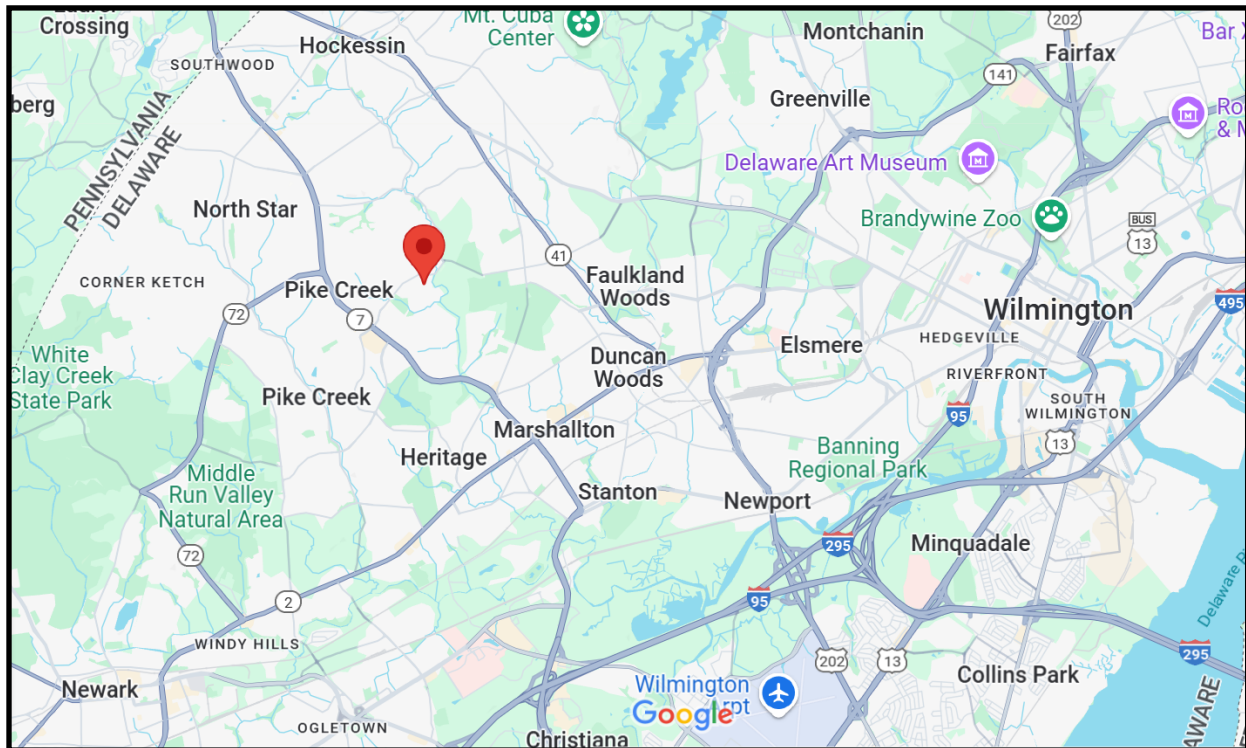 Crossing
Mt. Cuba
Center
Hockessin
Montchanin
202
Fairfax
Bar X
SOUTHWOOD
141
Greenville
berg
PENNSYLVANIA
DELAWARE
Delaware Art Museum
Ro
& M
North Star
Brandywine Zoo
BUS
13
41
CORNER KETCH
Pike Creek
Faulkland
Woods
72
7
Wilmington
495
HEDGEVILLE
Elsmere
White
Clay Creek
State Park
Duncan
Woods
RIVERFRONT
Pike Creek
SOUTH
WILMINGTON
95
13
Marshallton
Banning
Regional Park
Heritage
Middle
Run Valley
Natural Area
Stanton
Newport
72
295
Minquadale
2
95
WINDY HILLS
202
13
295
Newark
Collins Park
Wilmington
rpt
Google
OGLETOWN
Christiana
Delaware
AWARE